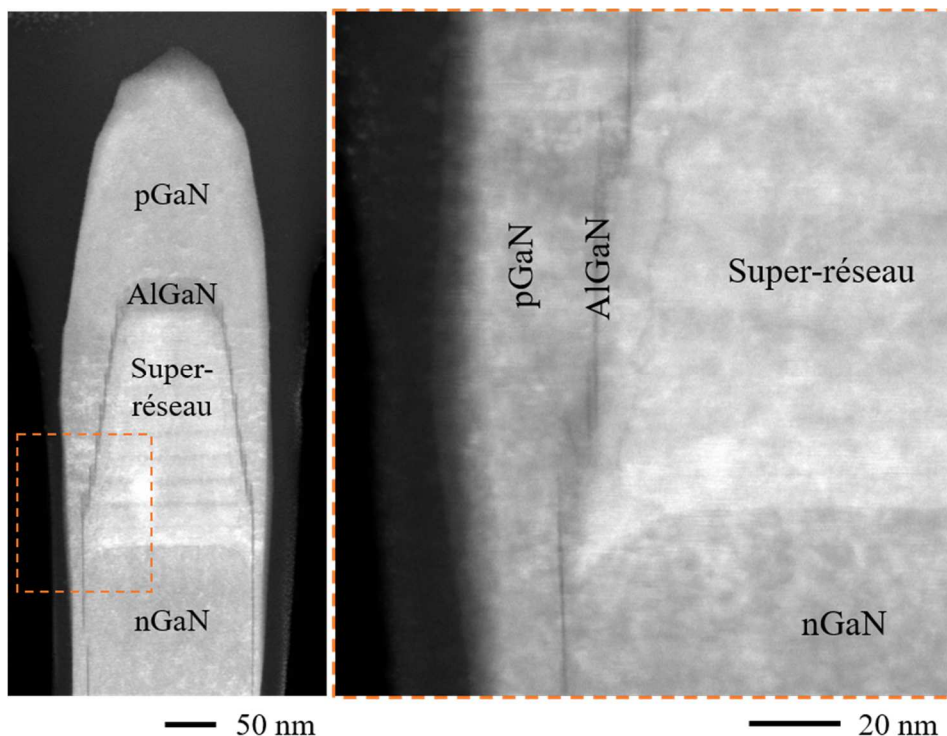 pGaN
AlGaN
Super-
réseau
nGaN
50 nm
pGaN
AlGaN
Super-réseau
nGaN
20 nm